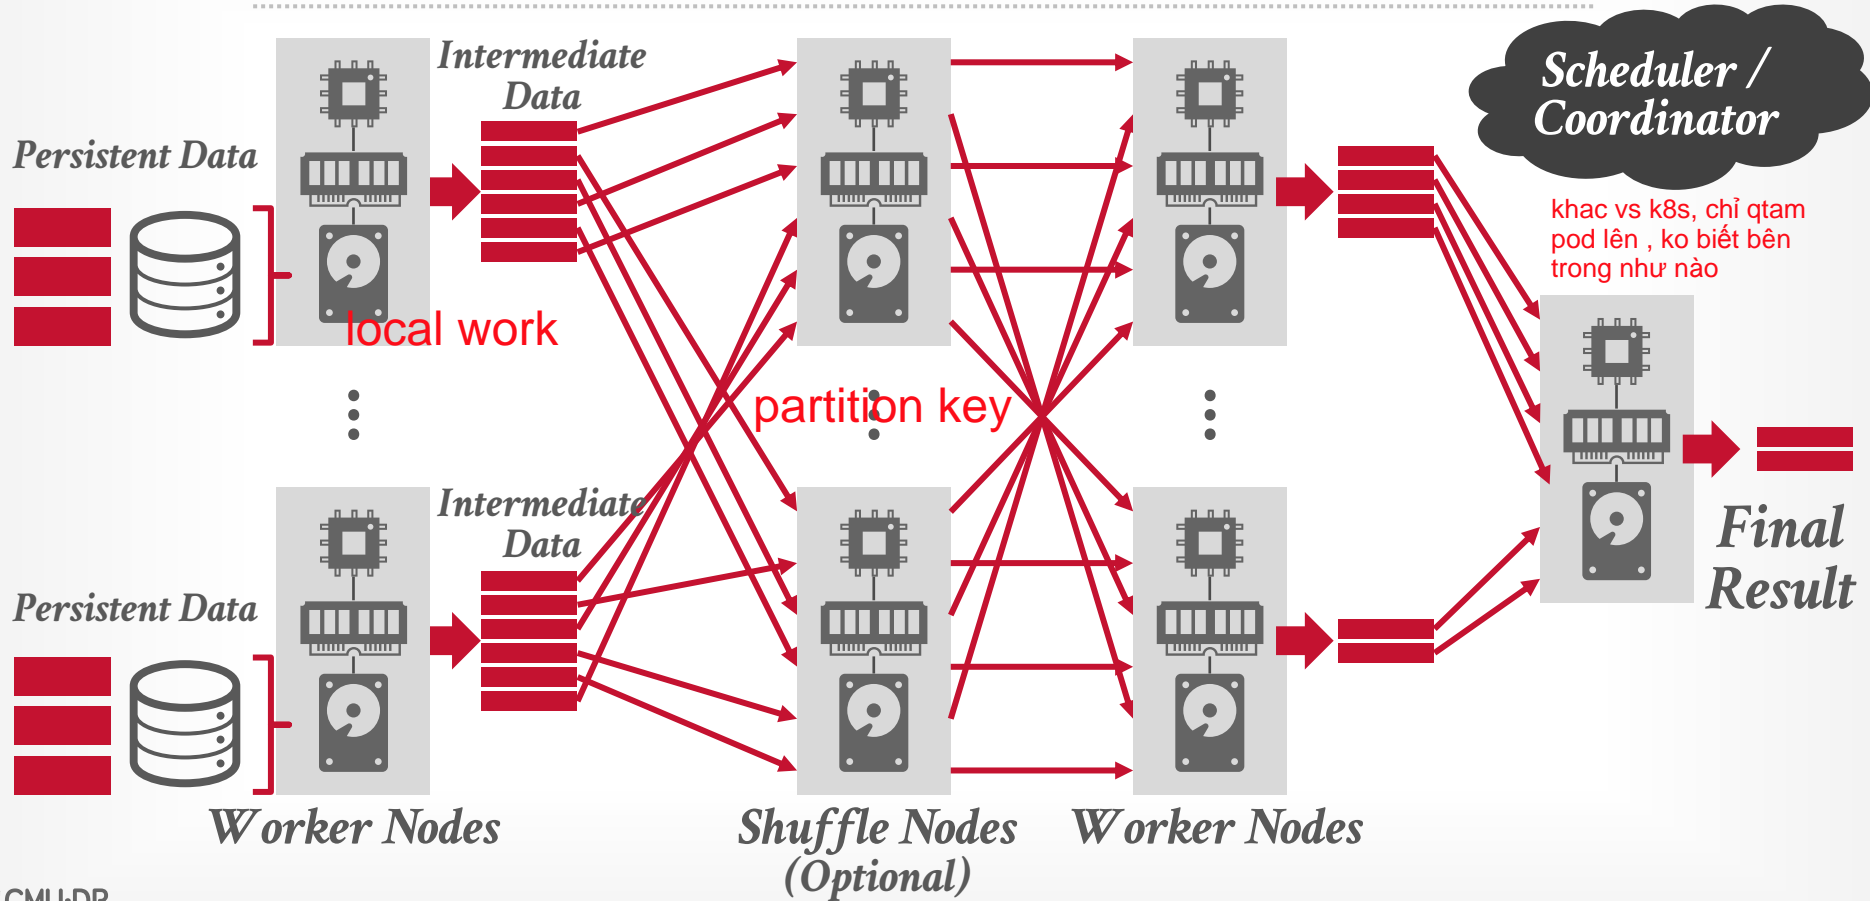 Intermediate
Data
Persistent Data
Scheduler /
Coordinator
khac vs k8s, chỉ qtam
pod lên , ko biết bên
trong như nào
local work
partition key
Intermediate
Data
Persistent Data
Final
Result
Worker Nodes
Shuffle Nodes
(Optional)
Worker Nodes
CMU·DB